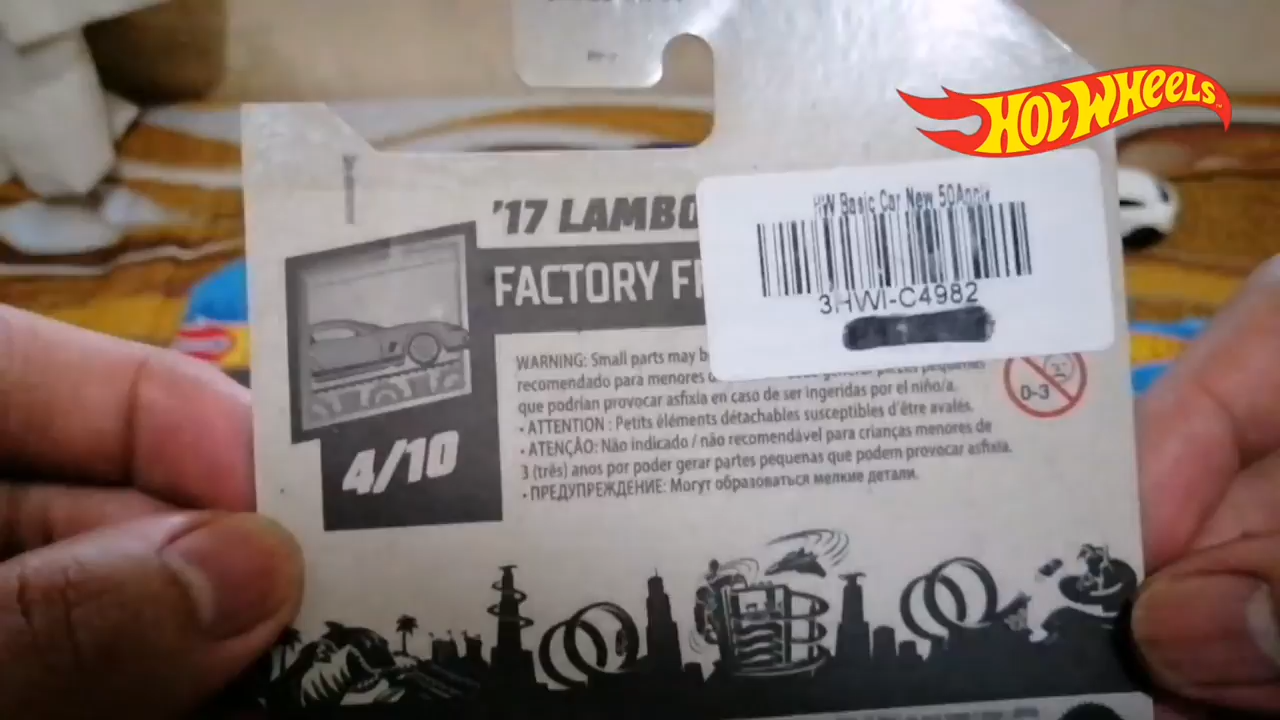 HOT WHEELS
'17 LAMBO
FACTORY F
HW Basic Car New 50
3HWI-C4982
WARNING: Small parts may b
recomendado para menores
que podrían provocar asfixia en caso de ser ingeridas por el niño/a.
• ATTENTION : Petits éléments détachables susceptibles d'être avalés.
• ATENÇÃO: Não indicado / não recomendável para crianças menores de
3 (três) anos por poder gerar partes pequenas que podem provocar asfixia.
• ПРЕДУПРЕЖДЕНИЕ: Могут образоваться мелкие детали.
0-3
4/10